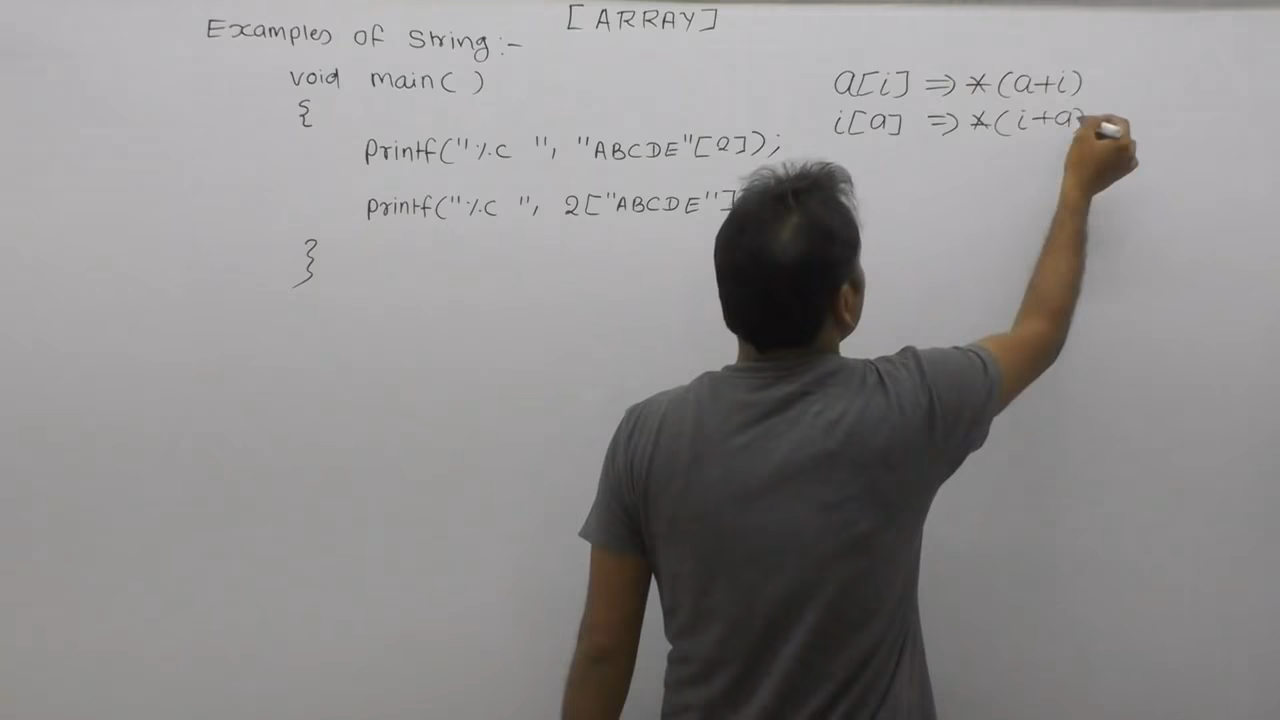 [ARRAY]
Examples of String:-
void main( )
{
printf("%c ", "ABCDE"[2]);
printf("%c ", 2["ABCDE"]
}
a[i] ⇒ *(a+i)
i[a] ⇒ *(i+a)